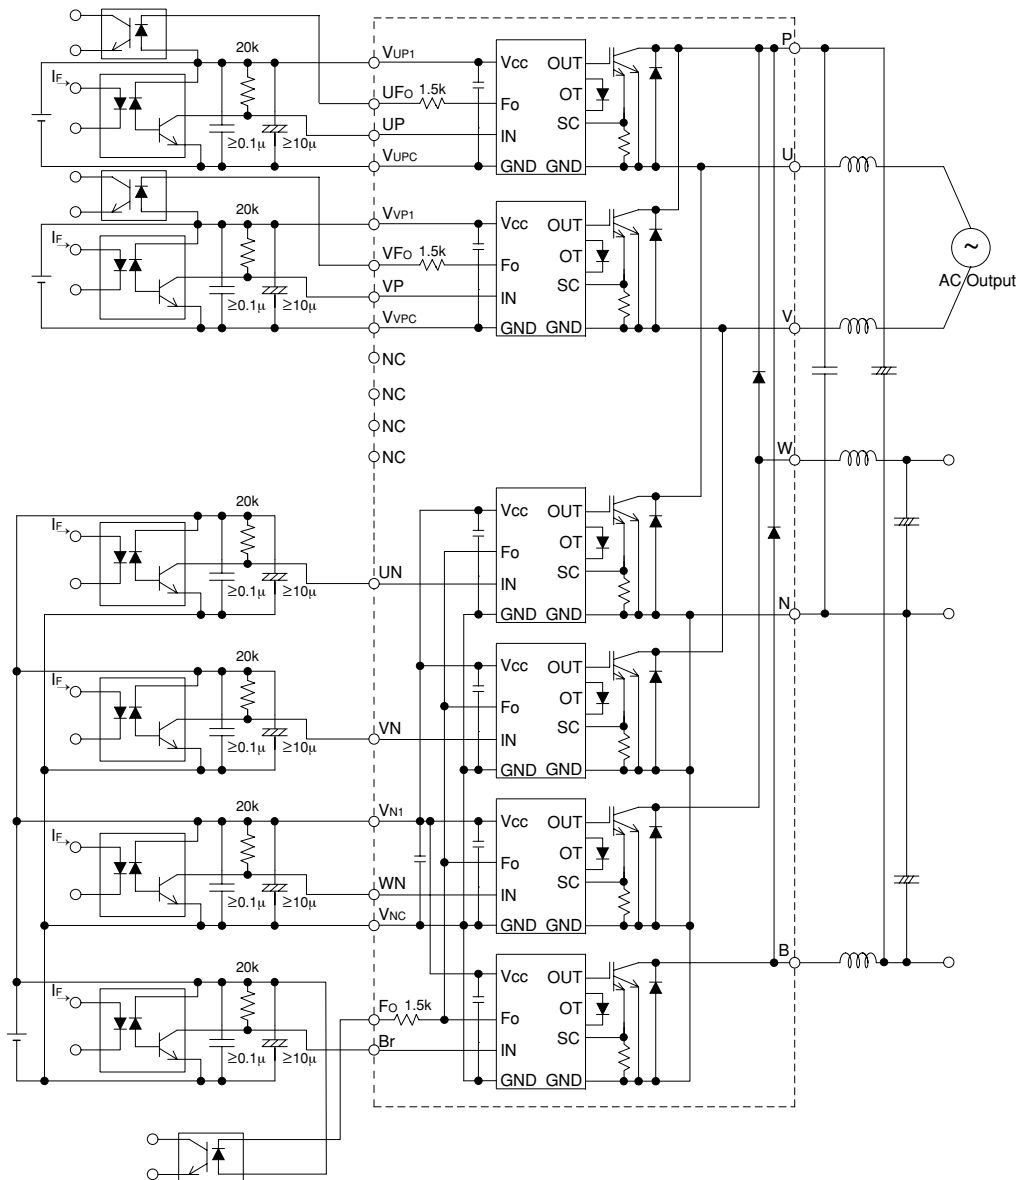 20k
IF
≥0.1μ
≥10μ
VUP1
UFO 1.5k
UP
VUPC
Vcc
Fo
IN
GND
OUT
OT
SC
GND
P
U
20k
IF
≥0.1μ
≥10μ
VVP1
VFO 1.5k
VP
VVPC
Vcc
Fo
IN
GND
OUT
OT
SC
GND
V
~
AC Output
NC
NC
NC
NC
W
20k
IF
≥0.1μ
≥10μ
UN
Vcc
Fo
IN
GND
OUT
OT
SC
GND
N
20k
IF
≥0.1μ
≥10μ
VN
Vcc
Fo
IN
GND
OUT
OT
SC
GND
20k
IF
≥0.1μ
≥10μ
VN1
WN
VNC
Vcc
Fo
IN
GND
OUT
OT
SC
GND
B
20k
IF
≥0.1μ
≥10μ
FO 1.5k
Br
Vcc
Fo
IN
GND
OUT
OT
SC
GND